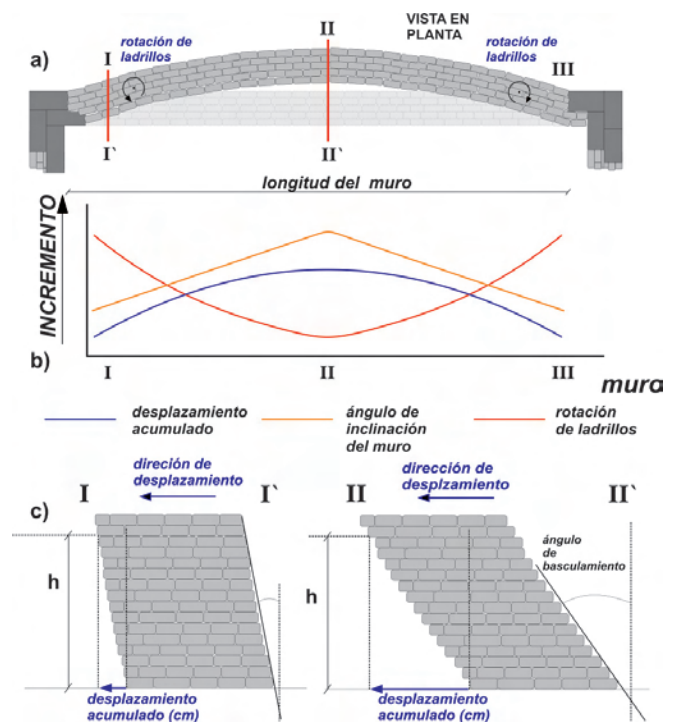 VISTA EN
PLANTA
a)
I
rotación de
ladrillos
II
rotación de
ladrillos
III
I`
II`
longitud del muro
INCREMENTO
b)
I
II
III
muro
desplazamiento
acumulado
ángulo de
inclinación
del muro
rotación
de ladrillos
c)
I
direción de
desplazamiento
I`
II
dirección de
desplzamiento
II`
ángulo
de
basculamiento
h
h
desplazamiento
acumulado (cm)
desplazamiento
acumulado (cm)